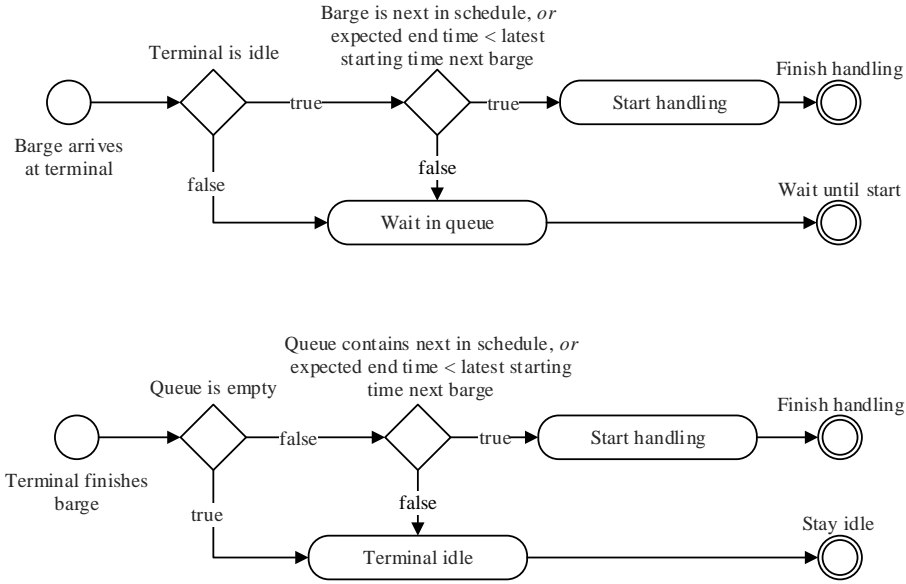 Barge is next in schedule, or
expected end time < latest
starting time next barge
Terminal is idle
Finish handling
true
true
Start handling
Barge arrives
at terminal
false
false
Wait until start
Wait in queue
Queue contains next in schedule, or
expected end time < latest starting
time next barge
Queue is empty
Finish handling
false
true
Start handling
Terminal finishes
barge
true
false
Stay idle
Terminal idle